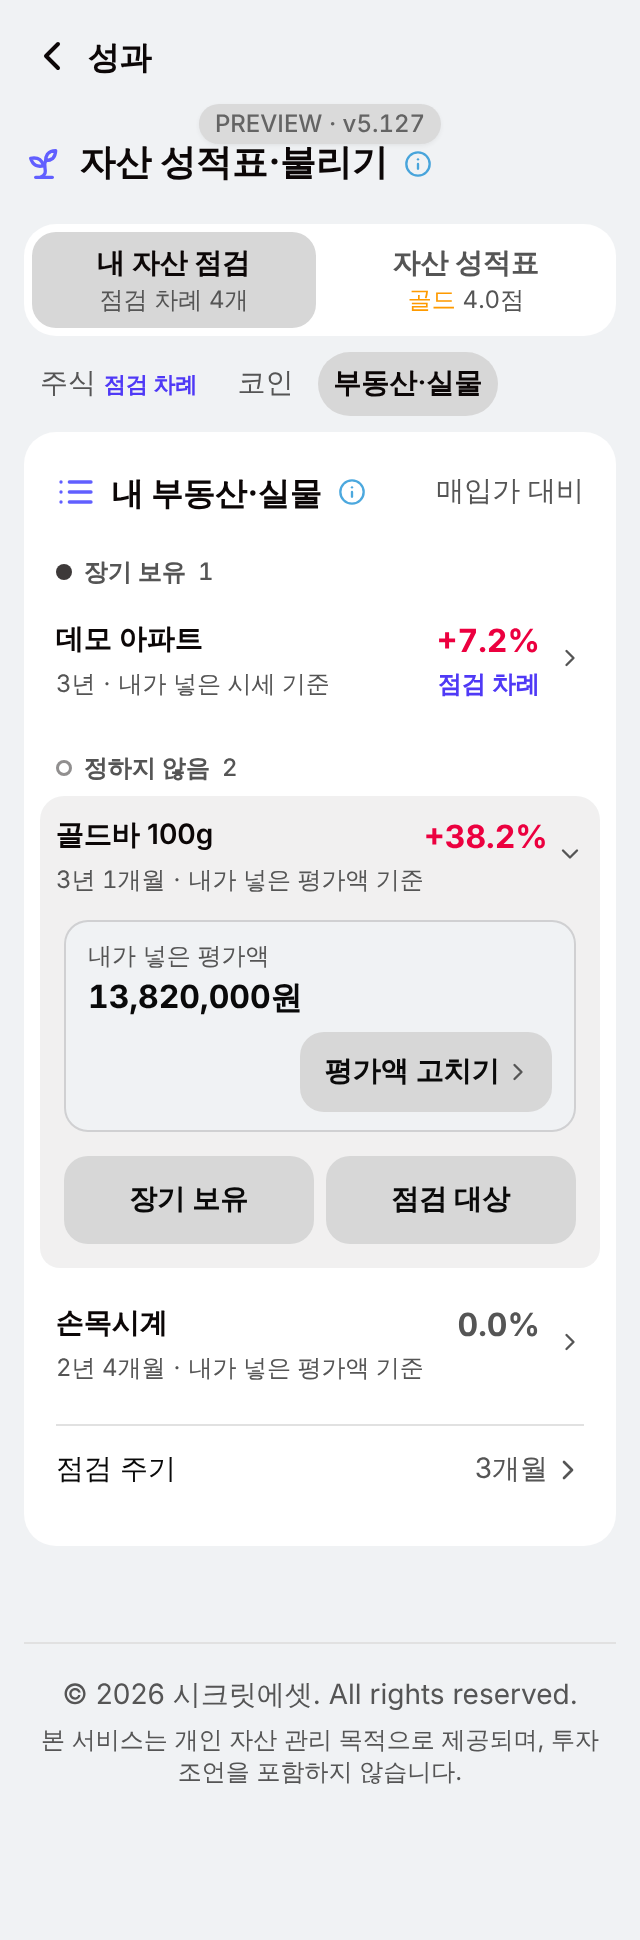 성과
PREVIEW · v5.127
자산 성적표·불리기
내 자산 점검
점검 차례 4개
자산 성적표
골드 4.0점
주식 점검 차례
코인
부동산·실물
내 부동산·실물
매입가 대비
장기 보유 1
데모 아파트
+7.2%
3년 · 내가 넣은 시세 기준
점검 차례
정하지 않음 2
골드바 100g
+38.2%
3년 1개월 · 내가 넣은 평가액 기준
내가 넣은 평가액
13,820,000원
평가액 고치기
장기 보유
점검 대상
손목시계
0.0%
2년 4개월 · 내가 넣은 평가액 기준
점검 주기
3개월
© 2026 시크릿에셋. All rights reserved.
본 서비스는 개인 자산 관리 목적으로 제공되며, 투자
조언을 포함하지 않습니다.